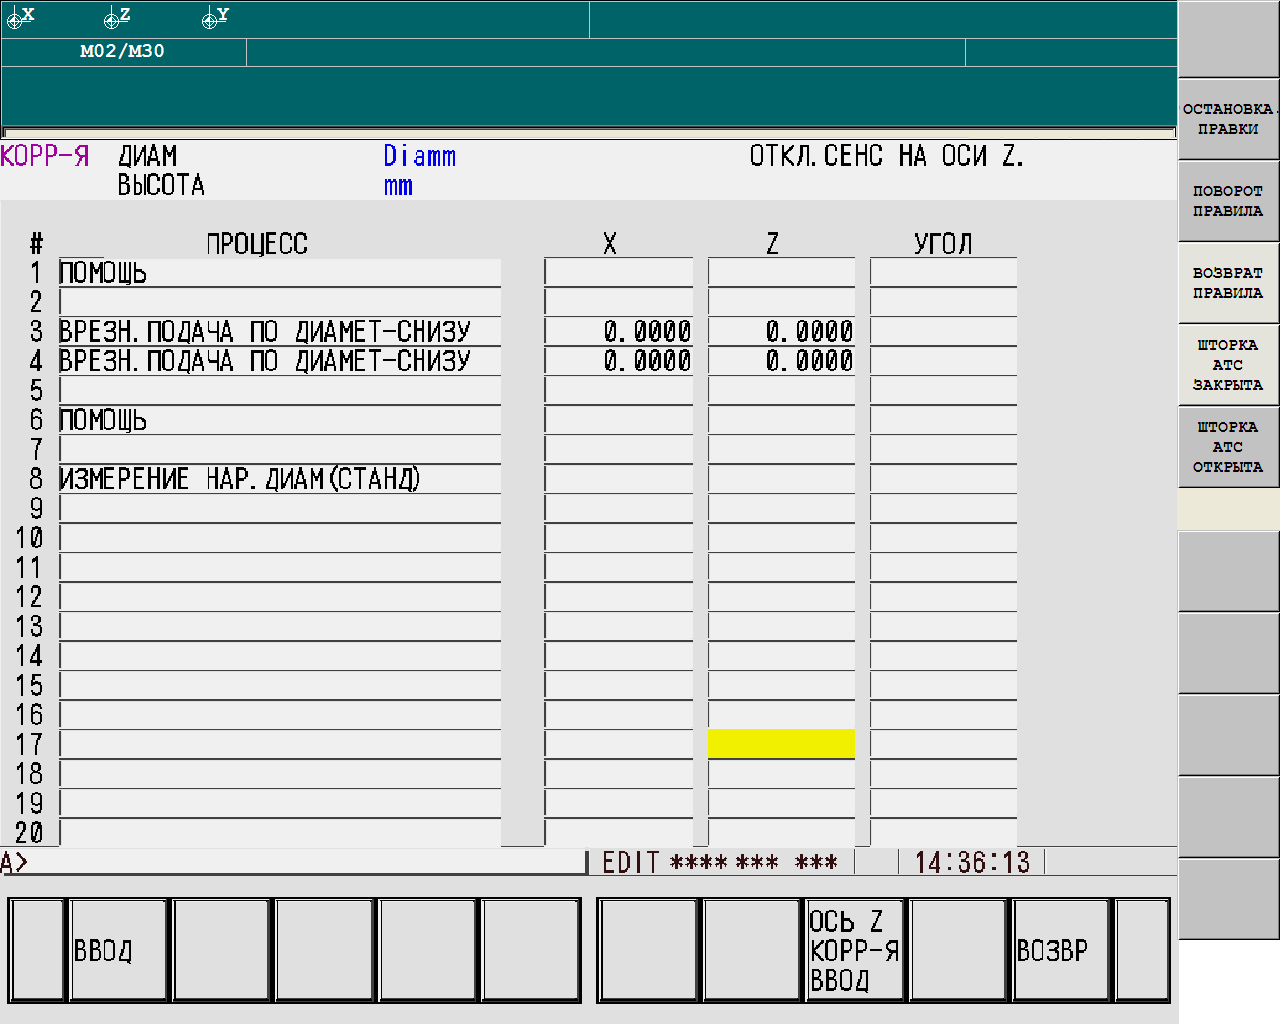 X Z Y
M02/M30
ОСТАНОВКА.
ПРАВКИ
ПОВОРОТ
ПРАВИЛА
ВОЗВРАТ
ПРАВИЛА
ШТОРКА
АТС
ЗАКРЫТА
ШТОРКА
АТС
ОТКРЫТА
КОРР-Я ДИАМ Diamm ОТКЛ.СЕНС НА ОСИ Z.
ВЫСОТА mm
# ПРОЦЕСС X Z УГОЛ
1 ПОМОЩЬ
2
3 ВРЕЗН.ПОДАЧА ПО ДИАМЕТ-СНИЗУ 0.0000 0.0000
4 ВРЕЗН.ПОДАЧА ПО ДИАМЕТ-СНИЗУ 0.0000 0.0000
5
6 ПОМОЩЬ
7
8 ИЗМЕРЕНИЕ НАР.ДИАМ(СТАНД)
9
10
11
12
13
14
15
16
17
18
19
20
A> EDIT **** *** *** 14:36:13
ВВОД
ОСЬ Z
КОРР-Я
ВВОД
ВОЗВР